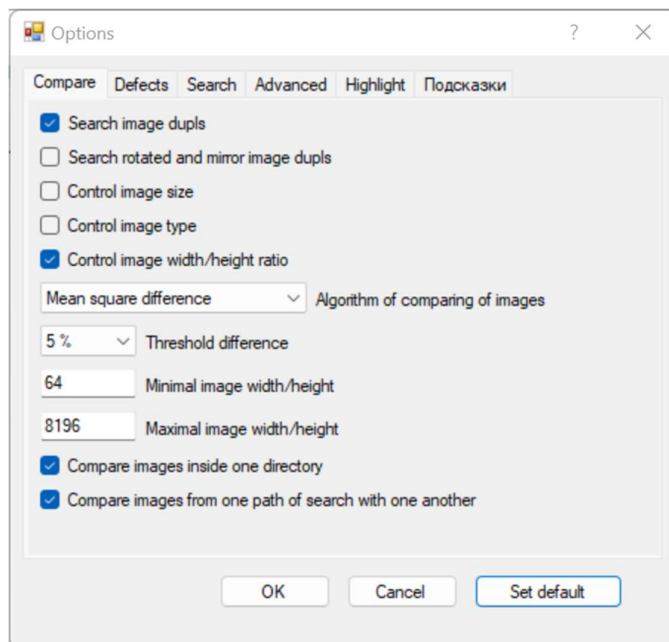 Options
Compare Defects Search Advanced Highlight Подсказки
Search image dupls
Search rotated and mirror image dupls
Control image size
Control image type
Control image width/height ratio
Mean square difference Algorithm of comparing of images
5 % Threshold difference
64 Minimal image width/height
8196 Maximal image width/height
Compare images inside one directory
Compare images from one path of search with one another
OK Cancel Set default